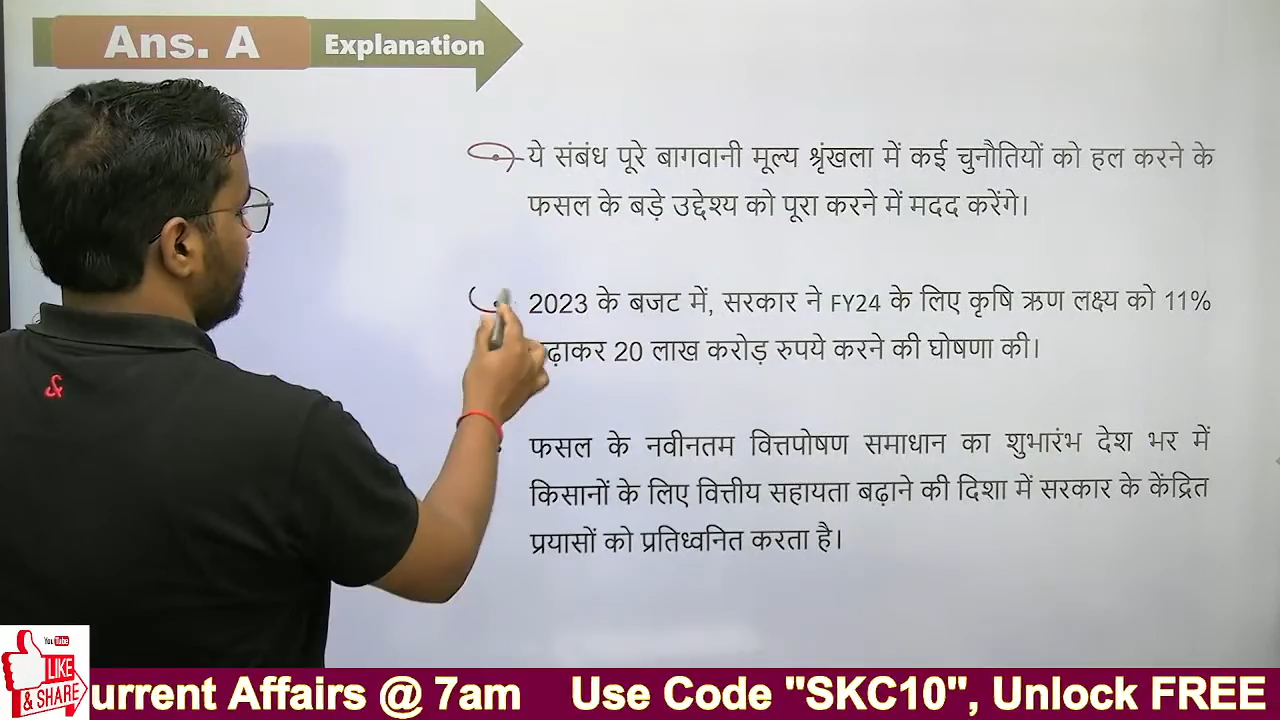 Ans. A
Explanation
ये संबंध पूरे बागवानी मूल्य श्रृंखला में कई चुनौतियों को हल करने के
फसल के बड़े उद्देश्य को पूरा करने में मदद करेंगे।
2023 के बजट में, सरकार ने FY24 के लिए कृषि ऋण लक्ष्य को 11%
कर 20 लाख करोड़ रुपये करने की घोषणा की।
फसल के नवीनतम वित्तपोषण समाधान का शुभारंभ देश भर में
किसानों के लिए वित्तीय सहायता बढ़ाने की दिशा में सरकार के केंद्रित
प्रयासों को प्रतिध्वनित करता है।
YouTube
LIKE
& SHARE
urrent Affairs @ 7am Use Code "SKC10", Unlock FREE